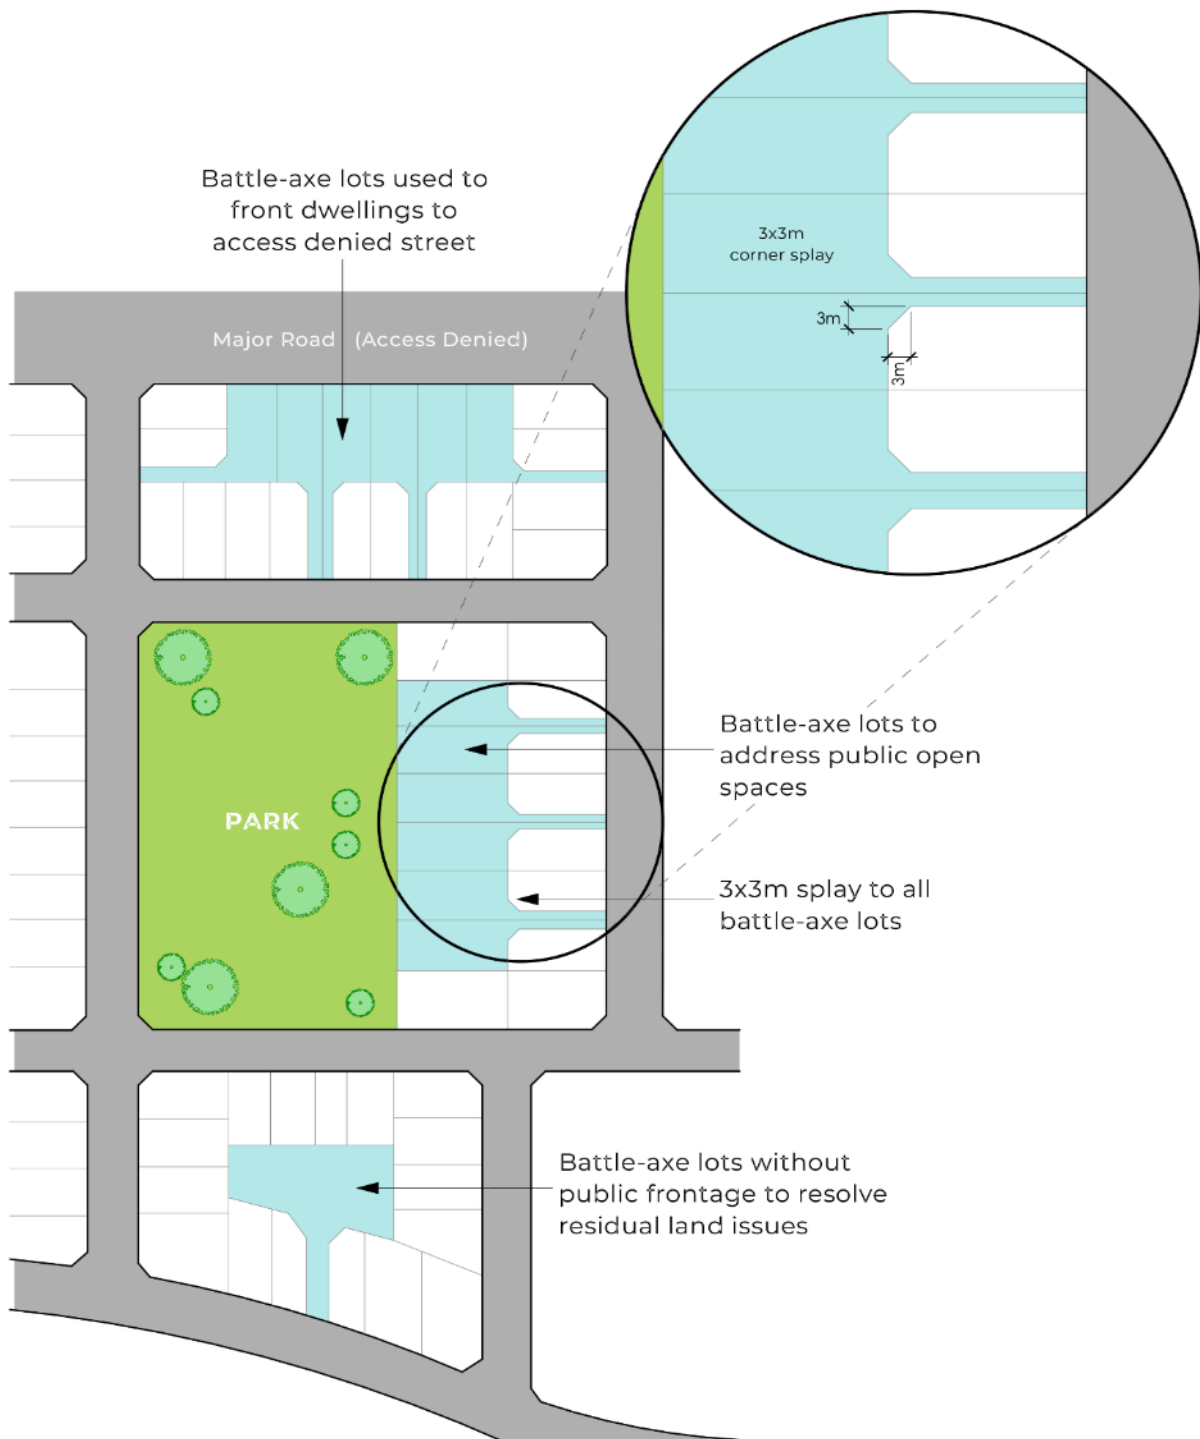 Battle-axe lots used to
front dwellings to
access denied street
3x3m
corner splay
3m
3m
Major Road (Access Denied)
Battle-axe lots to
address public open
spaces
PARK
3x3m splay to all
battle-axe lots
Battle-axe lots without
public frontage to resolve
residual land issues